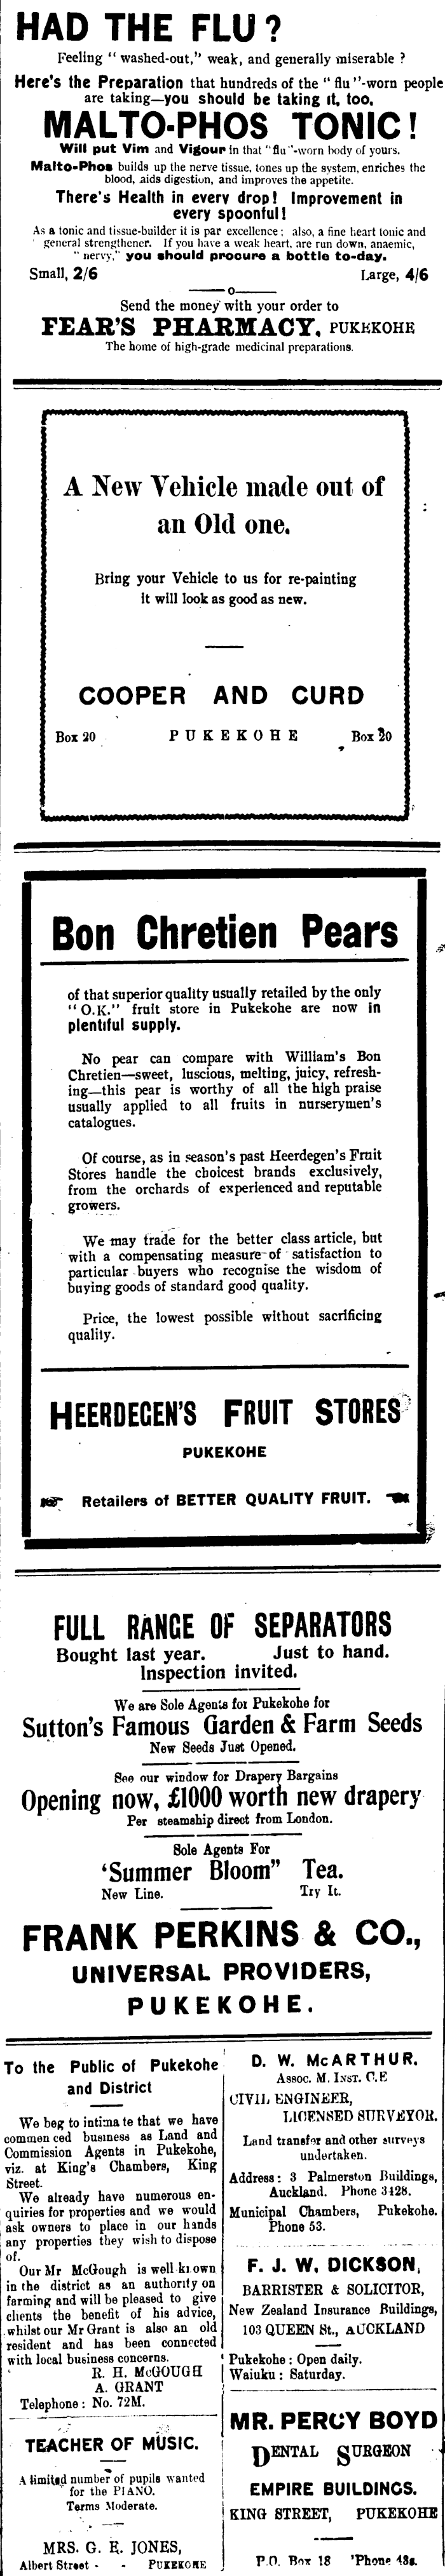 HAD THE FLU?
Feeling "washed-out," weak, and generally miserable ?
Here's the Preparation that hundreds of the "flu"-worn people
are taking—you should be taking it, too,
MALTO-PHOS TONIC!
Will put Vim and Vigour in that "flu"-worn body of yours.
Malto-Phos builds up the nerve tissue, tones up the system, enriches the
blood, aids digestion, and improves the appetite.
There's Health in every drop! Improvement in
every spoonful!
As a tonic and tissue-builder it is par excellence; also, a fine heart tonic and
general strengthener. If you have a weak heart, are run down, anaemic,
"nervy," you should procure a bottle to-day.
Small, 2/6 Large, 4/6
——o——
Send the money with your order to
FEAR'S PHARMACY, PUKEKOHE
The home of high-grade medicinal preparations.
A New Vehicle made out of
an Old one.
Bring your Vehicle to us for re-painting
it will look as good as new.
COOPER AND CURD
Box 20 PUKEKOHE Box 20
Bon Chretien Pears
of that superior quality usually retailed by the only
"O.K." fruit store in Pukekohe are now in
plentiful supply.
No pear can compare with William's Bon
Chretien—sweet, luscious, melting, juicy, refresh-
ing—this pear is worthy of all the high praise
usually applied to all fruits in nurserymen's
catalogues.
Of course, as in season's past Heerdegen's Fruit
Stores handle the choicest brands exclusively,
from the orchards of experienced and reputable
growers.
We may trade for the better class article, but
with a compensating measure of satisfaction to
particular buyers who recognise the wisdom of
buying goods of standard good quality.
Price, the lowest possible without sacrificing
quality.
HEERDEGEN'S FRUIT STORES
PUKEKOHE
Retailers of BETTER QUALITY FRUIT.
FULL RANGE OF SEPARATORS
Bought last year. Just to hand.
Inspection invited.
We are Sole Agents for Pukekohe for
Sutton's Famous Garden & Farm Seeds
New Seeds Just Opened.
See our window for Drapery Bargains
Opening now, £1000 worth new drapery
Per steamship direct from London.
Sole Agents For
'Summer Bloom" Tea.
New Line. Try It.
FRANK PERKINS & CO.,
UNIVERSAL PROVIDERS,
PUKEKOHE.
To the Public of Pukekohe
and District
We beg to intimate that we have
commenced business as Land and
Commission Agents in Pukekohe,
viz. at King's Chambers, King
Street.
We already have numerous en-
quiries for properties and we would
ask owners to place in our hands
any properties they wish to dispose
of.
Our Mr McGough is well known
in the district as an authority on
farming and will be pleased to give
clients the benefit of his advice,
whilst our Mr Grant is also an old
resident and has been connected
with local business concerns.
R. H. McGOUGH
A. GRANT
Telephone: No. 72M.
TEACHER OF MUSIC.
A limited number of pupils wanted
for the PIANO.
Terms Moderate.
MRS. G. R. JONES,
Albert Street - - PUKEKOHE
D. W. McARTHUR.
Assoc. M. Inst. C.E
CIVIL ENGINEER,
LICENSED SURVEYOR.
Land transfer and other surveys
undertaken.
Address: 3 Palmerston Buildings,
Auckland. Phone 3428.
Municipal Chambers, Pukekohe.
Phone 53.
F. J. W. DICKSON,
BARRISTER & SOLICITOR,
New Zealand Insurance Buildings,
103 QUEEN St., AUCKLAND
Pukekohe: Open daily.
Waiuku: Saturday.
MR. PERCY BOYD
DENTAL SURGEON
EMPIRE BUILDINGS.
KING STREET, PUKEKOHE
P.O. Box 18 'Phone 43s.